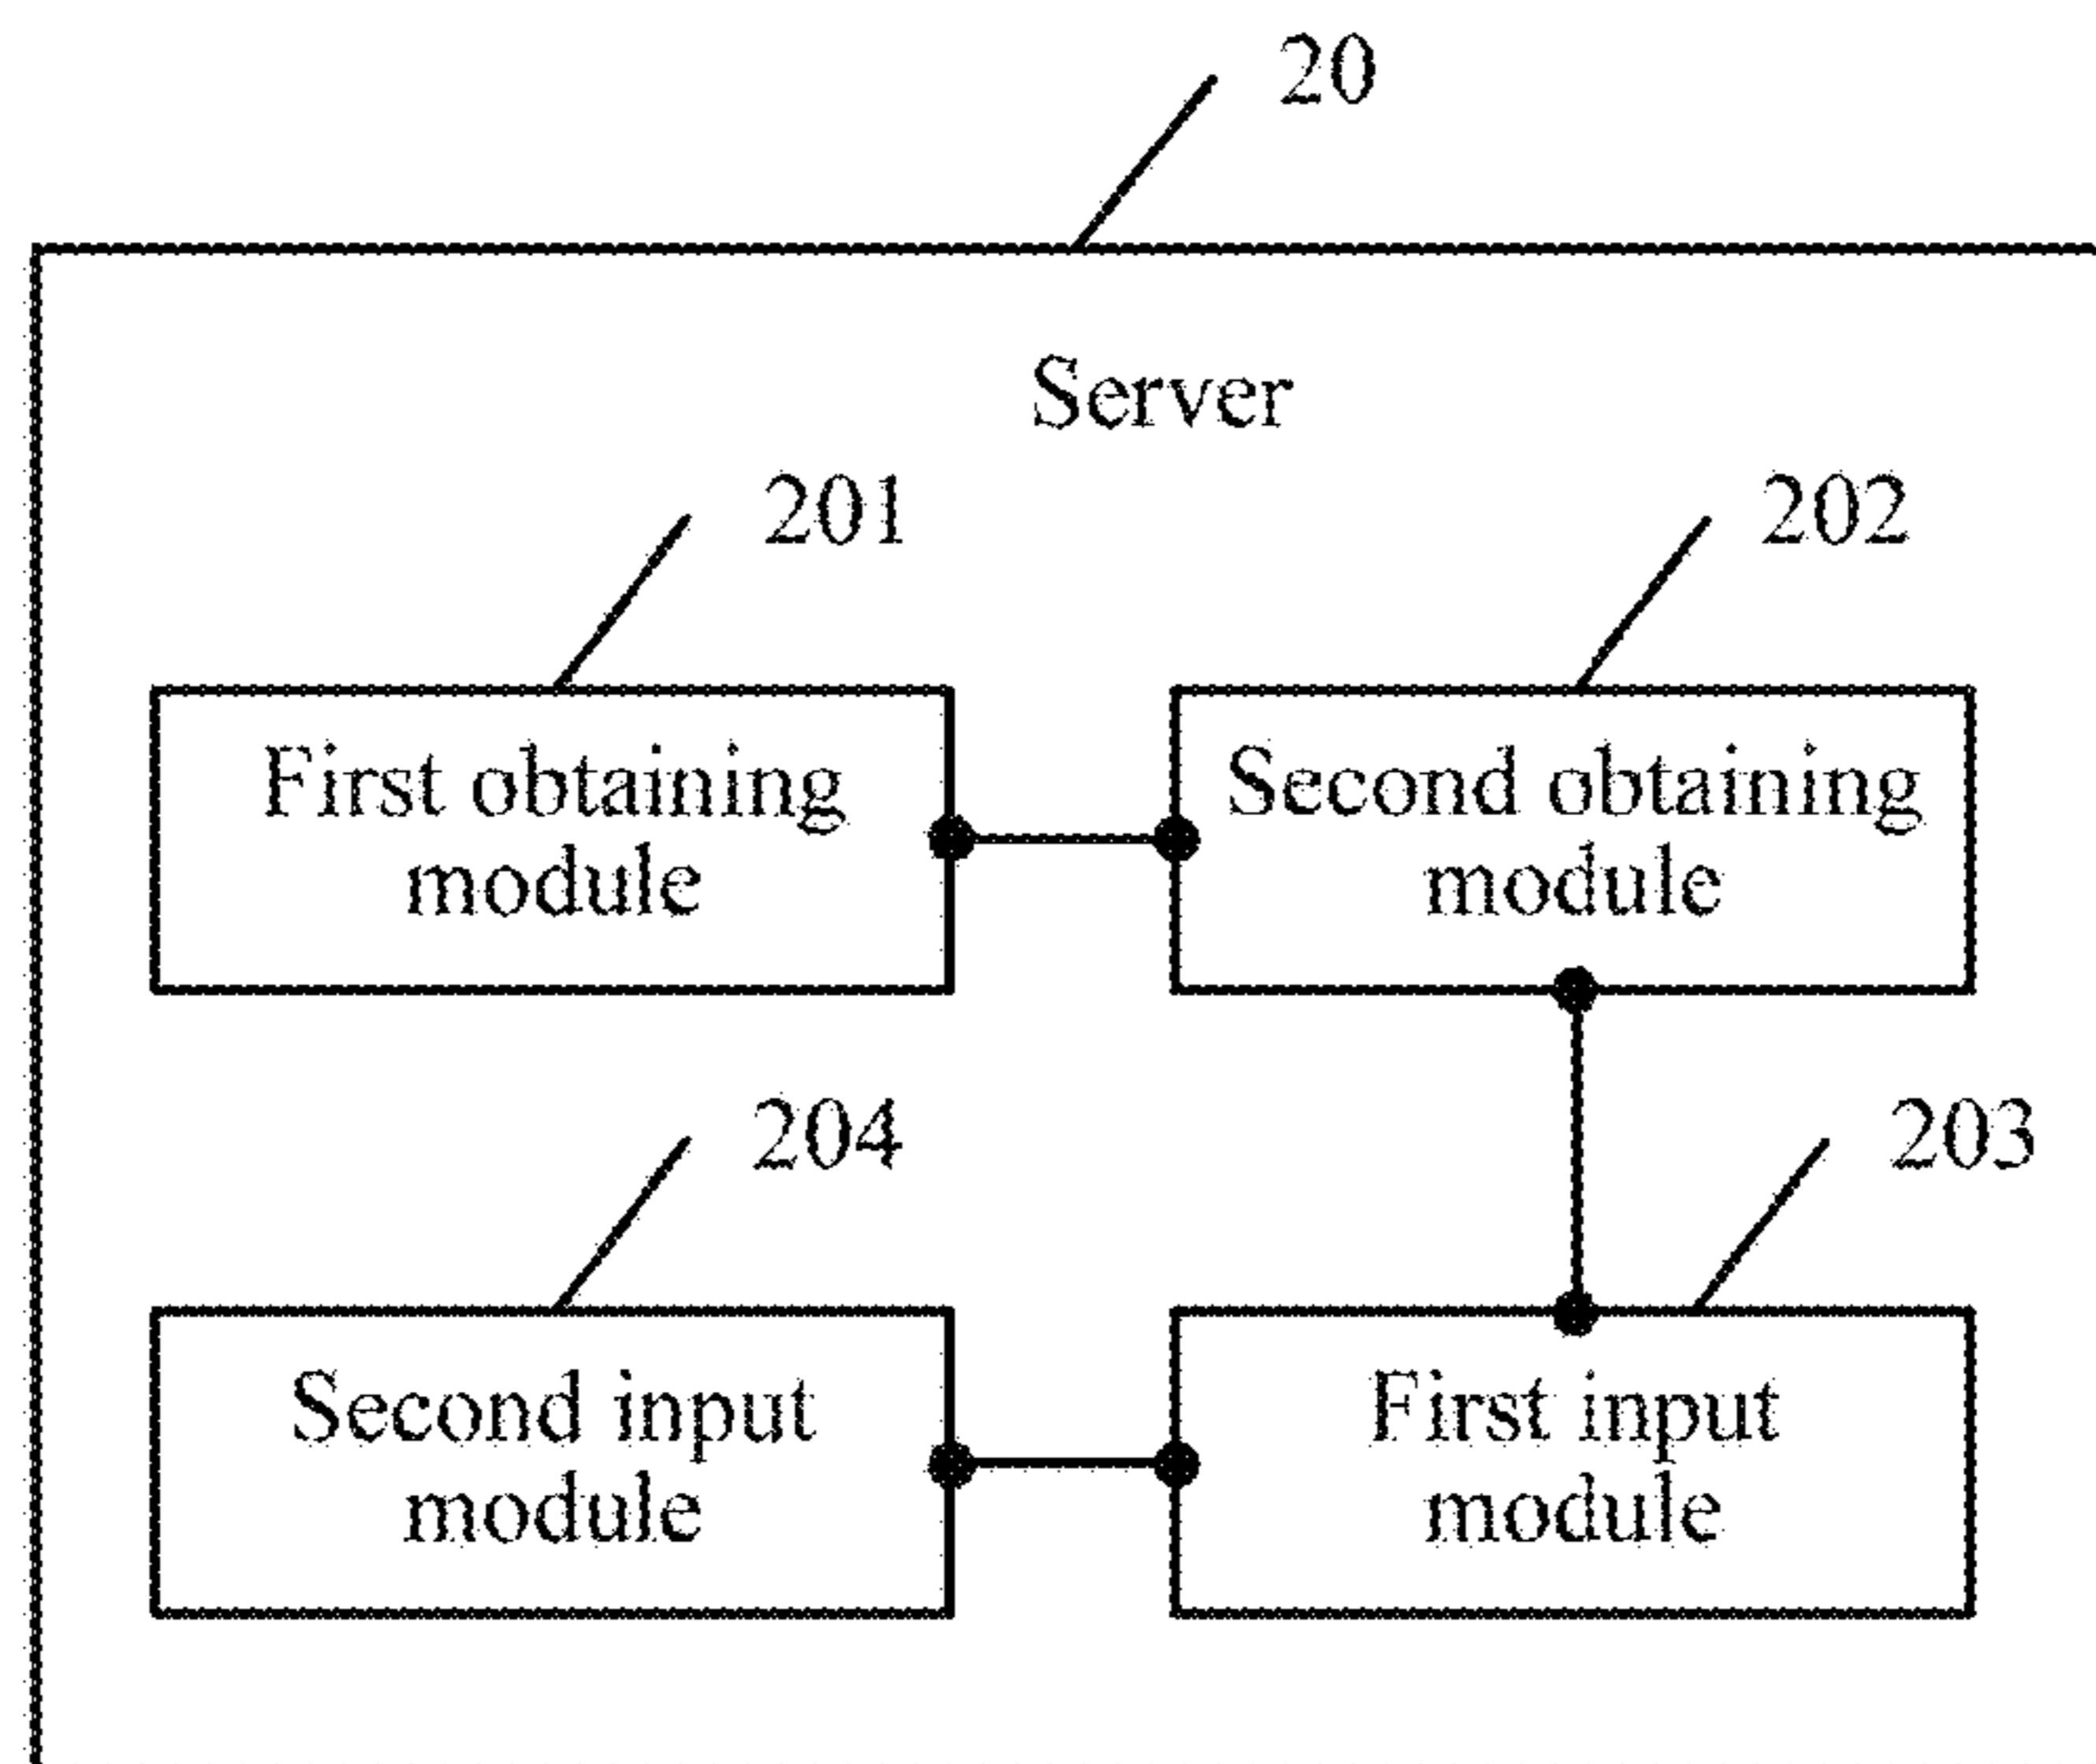 20
Server
201
202
First obtaining
module
Second obtaining
module
204
203
Second input
module
First input
module